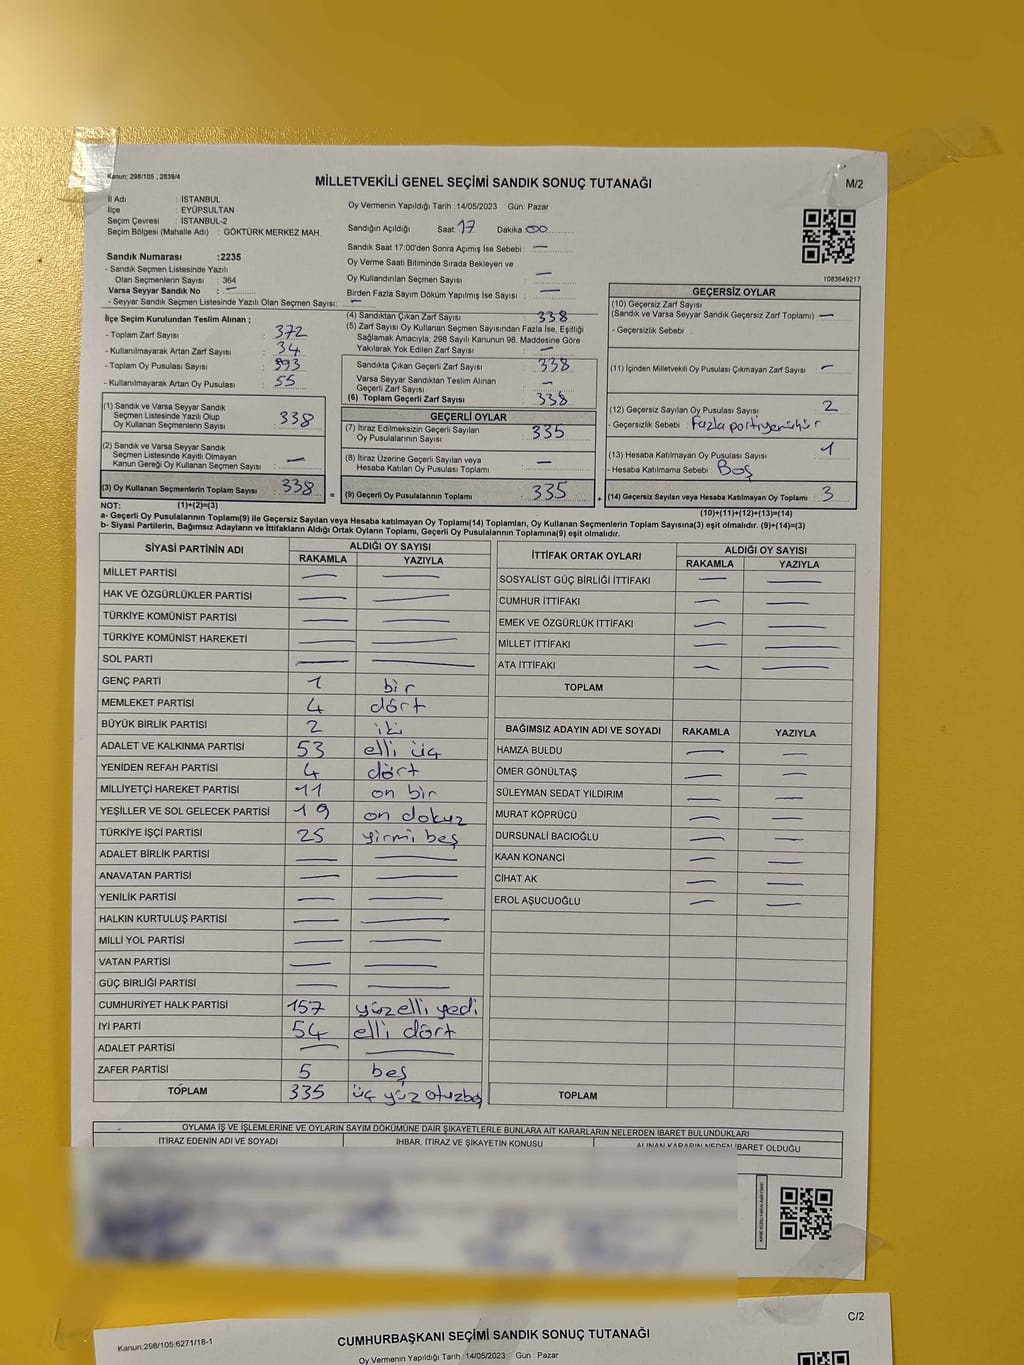 Kanun: 298/105 , 2839/4
MİLLETVEKİLİ GENEL SEÇİMİ SANDIK SONUÇ TUTANAĞI
M/2
İl Adı : İSTANBUL
İlçe : EYÜPSULTAN
Seçim Çevresi : İSTANBUL-2
Seçim Bölgesi (Mahalle Adı) : GÖKTÜRK MERKEZ MAH.
Oy Vermenin Yapıldığı Tarih :14/05/2023 Gün: Pazar
Sandığın Açıldığı Saat: 17 Dakika 00
Sandık Saat 17:00'den Sonra Açımış İse Sebebi : —
Oy Verme Saati Bitiminde Sırada Bekleyen ve
Oy Kullandırılan Seçmen Sayısı : —
Birden Fazla Sayım Döküm Yapılmış İse Sayısı : —
Sandık Numarası :2235
- Sandık Seçmen Listesinde Yazılı
Olan Seçmenlerin Sayısı : 364
Varsa Seyyar Sandık No : —
- Seyyar Sandık Seçmen Listesinde Yazılı Olan Seçmen Sayısı: —
1083649217
İlçe Seçim Kurulundan Teslim Alınan ;
- Toplam Zarf Sayısı : 372
- Kullanılmayarak Artan Zarf Sayısı : 34
- Toplam Oy Pusulası Sayısı : 393
- Kullanılmayarak Artan Oy Pusulası : 55
(1) Sandık ve Varsa Seyyar Sandık
Seçmen Listesinde Yazılı Olup
Oy Kullanan Seçmenlerin Sayısı : 338
(2) Sandık ve Varsa Seyyar Sandık
Seçmen Listesinde Kayıtlı Olmayan
Kanun Gereği Oy Kullanan Seçmen Sayısı : —
(3) Oy Kullanan Seçmenlerin Toplam Sayısı : 338
(1)+(2)=(3)
(4) Sandıktan Çıkan Zarf Sayısı : 338
(5) Zarf Sayısı Oy Kullanan Seçmen Sayısından Fazla İse, Eşitliği
Sağlamak Amacıyla, 298 Sayılı Kanunun 98. Maddesine Göre
Yakılarak Yok Edilen Zarf Sayısı : —
Sandıkta Çıkan Geçerli Zarf Sayısı : 338
Varsa Seyyar Sandıktan Teslim Alınan
Geçerli Zarf Sayısı : —
(6) Toplam Geçerli Zarf Sayısı : 338
GEÇERLİ OYLAR
(7) İtiraz Edilmeksizin Geçerli Sayılan
Oy Pusulalarının Sayısı : 335
(8) İtiraz Üzerine Geçerli Sayılan veya
Hesaba Katılan Oy Pusulası Toplamı : —
= (9) Geçerli Oy Pusulalarının Toplamı : 335
GEÇERSİZ OYLAR
(10) Geçersiz Zarf Sayısı
(Sandık ve Varsa Seyyar Sandık Geçersiz Zarf Toplamı) : —
- Geçersizlik Sebebi :
(11) İçinden Milletvekili Oy Pusulası Çıkmayan Zarf Sayısı : —
(12) Geçersiz Sayılan Oy Pusulası Sayısı : 2
- Geçersizlik Sebebi : Fazla partiye
(13) Hesaba Katılmayan Oy Pusulası Sayısı : 1
- Hesaba Katılmama Sebebi : Boş
+ (14) Geçersiz Sayılan veya Hesaba Katılmayan Oy Toplamı : 3
(10)+(11)+(12)+(13)=(14)
NOT:
a- Geçerli Oy Pusulaları Toplamı(9) ile Geçersiz Sayılan veya Hesaba katılmayan Oy Toplamı(14) Toplamları, Oy Kullanan Seçmenlerin Toplam Sayısına(3) eşit olmalıdır. (9)+(14)=(3)
b- Siyasi Partilerin, Bağımsız Adayların ve İttifakların Aldığı Oyların Toplamı, Geçerli Oy Pusulalarının Toplamına(9) eşit olmalıdır.
SİYASİ PARTİNİN ADI ALDIĞI OY SAYISI
RAKAMLA YAZIYLA
MİLLET PARTİSİ — —
HAK VE ÖZGÜRLÜKLER PARTİSİ — —
TÜRKİYE KOMÜNİST PARTİSİ — —
TÜRKİYE KOMÜNİST HAREKETİ — —
SOL PARTİ — —
GENÇ PARTİ 1 bir
MEMLEKET PARTİSİ 4 dört
BÜYÜK BİRLİK PARTİSİ 2 iki
ADALET VE KALKINMA PARTİSİ 53 elli üç
YENİDEN REFAH PARTİSİ 4 dört
MİLLİYETÇİ HAREKET PARTİSİ 11 on bir
YEŞİLLER VE SOL GELECEK PARTİSİ 19 on dokuz
TÜRKİYE İŞÇİ PARTİSİ 25 yirmi beş
ADALET BİRLİK PARTİSİ — —
ANAVATAN PARTİSİ — —
YENİLİK PARTİSİ — —
HALKIN KURTULUŞ PARTİSİ — —
MİLLİ YOL PARTİSİ — —
VATAN PARTİSİ — —
GÜÇ BİRLİĞİ PARTİSİ — —
CUMHURİYET HALK PARTİSİ 157 yüz elli yedi
İYİ PARTİ 54 elli dört
ADALET PARTİSİ — —
ZAFER PARTİSİ 5 beş
TOPLAM 335 üç yüz otuzbeş
İTTİFAK ORTAK OYLARI ALDIĞI OY SAYISI
RAKAMLA YAZIYLA
SOSYALİST GÜÇ BİRLİĞİ İTTİFAKI — —
CUMHUR İTTİFAKI — —
EMEK VE ÖZGÜRLÜK İTTİFAKI — —
MİLLET İTTİFAKI — —
ATA İTTİFAKI — —
TOPLAM
BAĞIMSIZ ADAYIN ADI VE SOYADI RAKAMLA YAZIYLA
HAMZA BULDU — —
ÖMER GÖNÜLTAŞ — —
SÜLEYMAN SEDAT YILDIRIM — —
MURAT KÖPRÜCÜ — —
DURSUNALİ BACIOĞLU — —
KAAN KONANCİ — —
CİHAT AK — —
EROL AŞUCUOĞLU — —
TOPLAM
OYLAMA İŞ VE İŞLEMLERİNE VE OYLARIN SAYIM DÖKÜMÜNE DAİR ŞİKAYETLERLE BUNLARA AİT KARARLARIN NELERDEN İBARET BULUNDUKLARI
İTİRAZ EDENİN ADI VE SOYADI İHBAR, İTİRAZ VE ŞİKAYETİN KONUSU ALINAN KARARIN NEDEN İBARET OLDUĞU
C/2
Kanun:298/105:6271/18-1
CUMHURBAŞKANI SEÇİMİ SANDIK SONUÇ TUTANAĞI
Oy Vermenin Yapıldığı Tarih :14/05/2023 Gün : Pazar